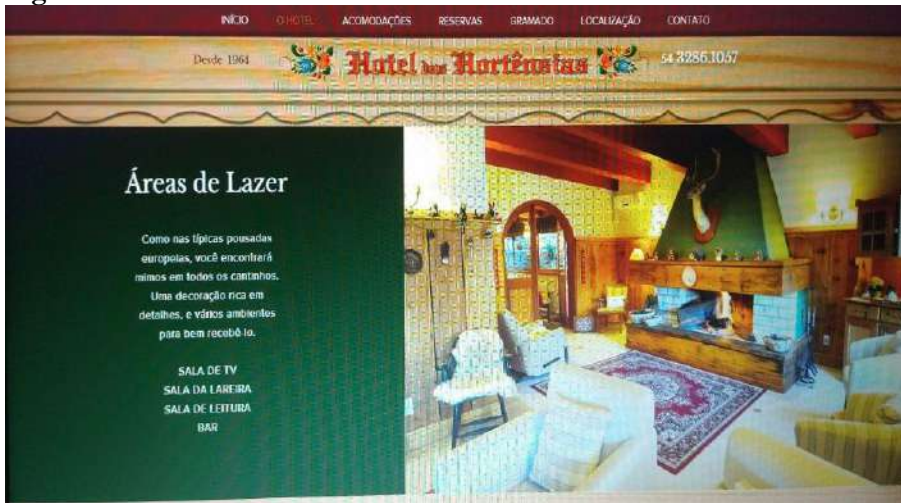 INÍCIO O HOTEL ACOMODAÇÕES RESERVAS GRAMADO LOCALIZAÇÃO CONTATO
Desde 1964 Hotel das Hortênsias 54 3286.1057
Áreas de Lazer
Como nas típicas pousadas
europeias, você encontrará
mimos em todos os cantinhos.
Uma decoração rica em
detalhes, e vários ambientes
para bem recebê-lo.
SALA DE TV
SALA DA LAREIRA
SALA DE LEITURA
BAR